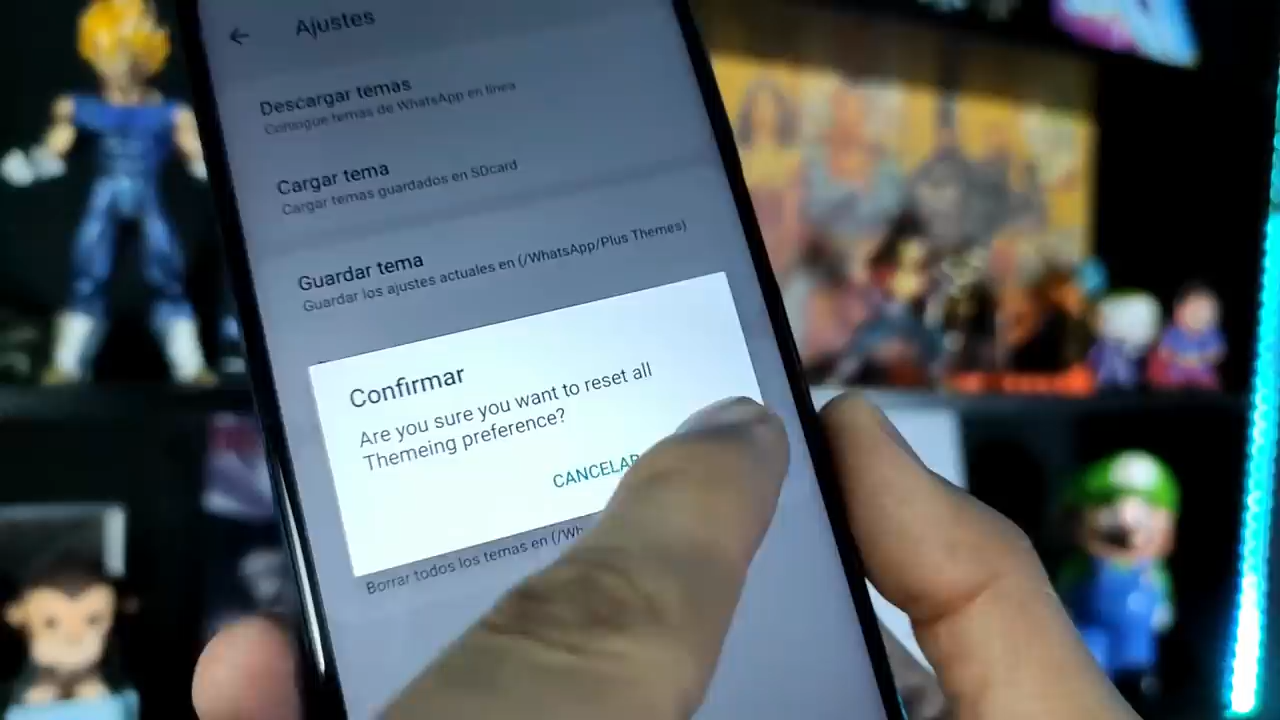 Ajustes
Descargar temas
Consigue temas de WhatsApp en línea
Cargar tema
Cargar temas guardados en SDcard
Guardar tema
Guardar los ajustes actuales en (/WhatsApp/Plus Themes)
Confirmar
Are you sure you want to reset all
Themeing preference?
CANCELAR
Borrar todos los temas en (/Wh